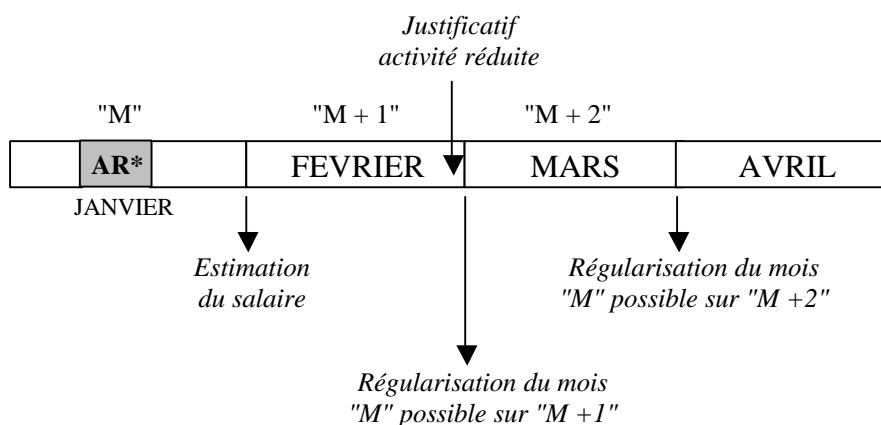 Justificatif
activité réduite
"M"
"M + 1"
"M + 2"
AR*
FEVRIER
MARS
AVRIL
JANVIER
Estimation
du salaire
Régularisation du mois
"M" possible sur "M +2"
Régularisation du mois
"M" possible sur "M +1"